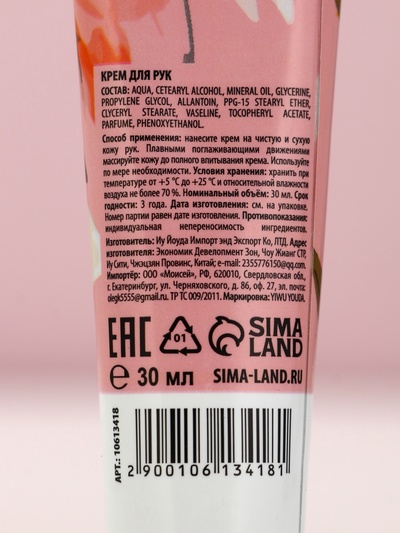 КРЕМ ДЛЯ РУК
СОСТАВ: AQUA, CETEARYL ALCOHOL, MINERAL OIL, GLYCERINE,
PROPYLENE GLYCOL, ALLANTOIN, PPG-15 STEARYL ETHER,
CLYCERYL STEARATE, VASELINE, TOCOPHERYL ACETATE,
PARFUME, PHENOXYETHANOL.
Способ применения: нанесите крем на чистую и сухую
кожу рук. Плавными поглаживающими движениями
массируйте кожу до полного впитывания крема. Используйте
по мере необходимости. Условия хранения: хранить при
температуре от +5 °С до +25 °С и относительной влажности
воздуха не более 70 %. Номинальный объём: 30 мл. Срок
годности: 3 года. Дата изготовления: см. на упаковке.
Номер партии равен дате изготовления. Противопоказания:
индивидуальная непереносимость ингредиентов.
Изготовитель: Иу Йоуда Импорт энд Экспорт Ко, ЛТД. Адрес
изготовителя: Экономик Девелопмент Зон, Чоу Жианг СТР,
Иу Сити, Чжэцзян Провинс, Китай; e-mail: 2355776150@qq.com.
Импортёр: ООО «Моисей», РФ, 620010, Свердловская обл.,
г. Екатеринбург, ул. Черняховского, д. 86, оф. 27, эл. почта:
olegk5555@gmail.ru. ТР ТС 009/2011. Маркировка: YIWU YOUDA.
EAC 01 SIMA
LAND
℮ 30 мл SIMA-LAND.RU
АРТ.: 10613418
2 900106 134181